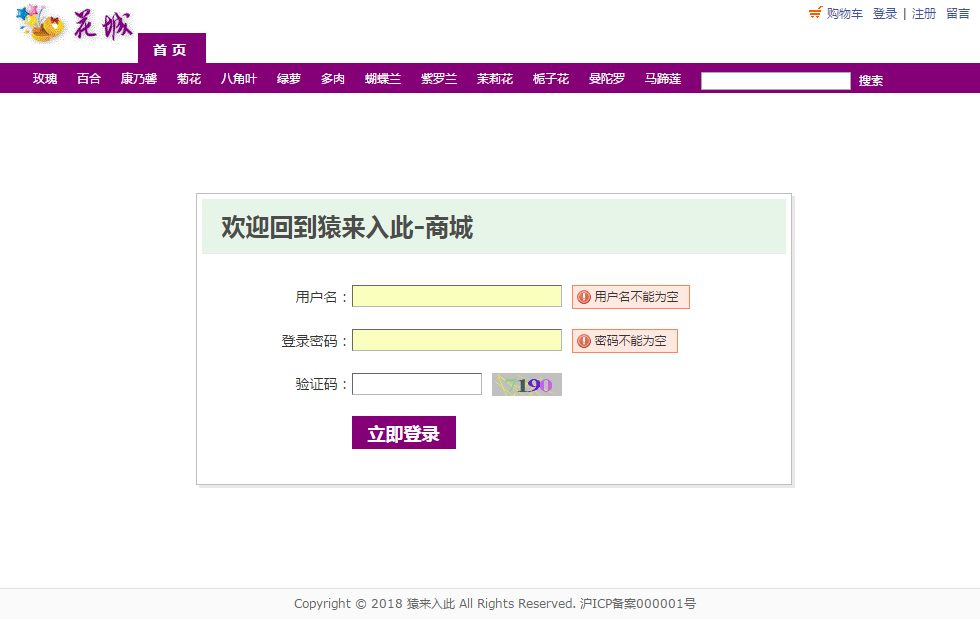 花城
购物车 登录 | 注册 留言
首页
玫瑰 百合 康乃馨 菊花 八角叶 绿萝 多肉 蝴蝶兰 紫罗兰 茉莉花 栀子花 曼陀罗 马蹄莲 搜索
欢迎回到猿来入此-商城
用户名： 用户名不能为空
登录密码： 密码不能为空
验证码： 7190
立即登录
Copyright © 2018 猿来入此 All Rights Reserved. 沪ICP备案000001号